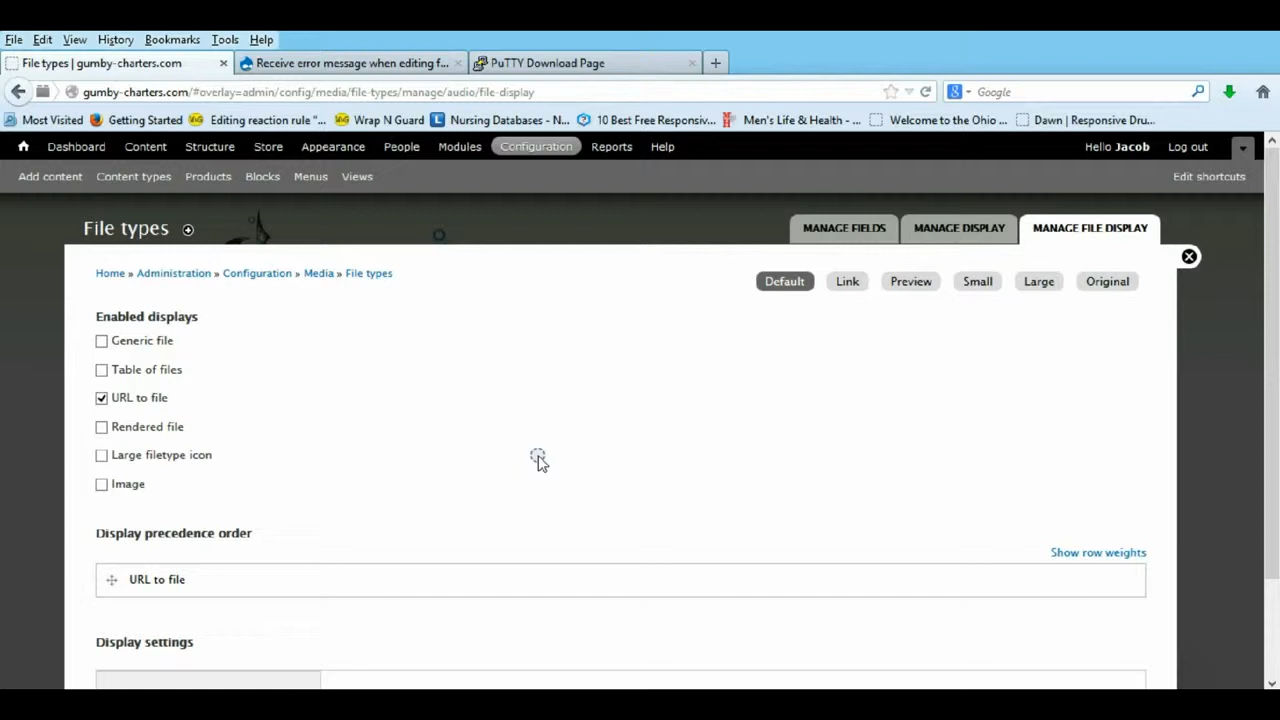 File Edit View History Bookmarks Tools Help
File types | gumby-charters.com × Receive error message when editing f... × PuTTY Download Page × +
gumby-charters.com/#overlay=admin/config/media/file-types/manage/audio/file-display Google
Most Visited Getting Started Editing reaction rule "... Wrap N Guard Nursing Databases - N... 10 Best Free Responsiv... Men's Life & Health - ... Welcome to the Ohio ... Dawn | Responsive Dru...
Dashboard Content Structure Store Appearance People Modules Configuration Reports Help Hello Jacob Log out
Add content Content types Products Blocks Menus Views Edit shortcuts
File types MANAGE FIELDS MANAGE DISPLAY MANAGE FILE DISPLAY
Home » Administration » Configuration » Media » File types Default Link Preview Small Large Original
Enabled displays
Generic file
Table of files
URL to file
Rendered file
Large filetype icon
Image
Display precedence order
Show row weights
URL to file
Display settings